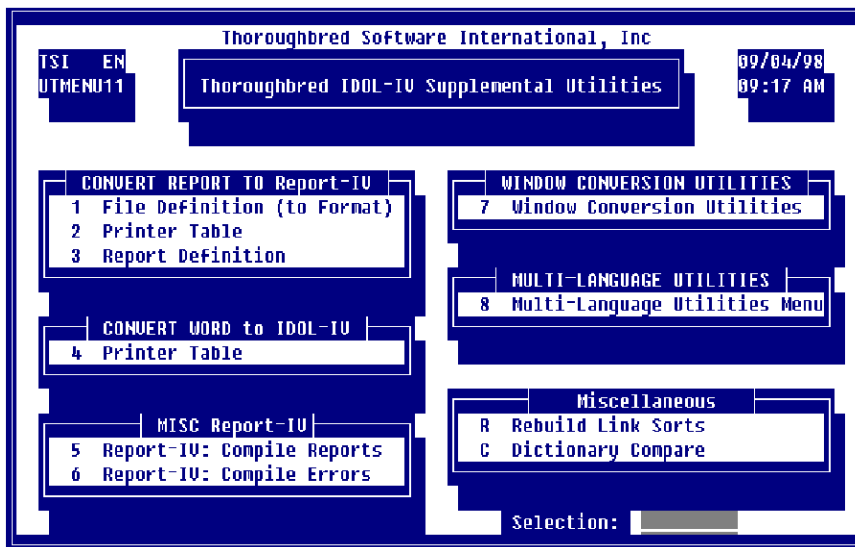 Thoroughbred Software International, Inc
TSI EN
UTMENU11
Thoroughbred IDOL-IV Supplemental Utilities
09/04/98
09:17 AM
CONVERT REPORT TO Report-IV
1 File Definition (to Format)
2 Printer Table
3 Report Definition
CONVERT WORD to IDOL-IV
4 Printer Table
MISC Report-IV
5 Report-IV: Compile Reports
6 Report-IV: Compile Errors
WINDOW CONVERSION UTILITIES
7 Window Conversion Utilities
MULTI-LANGUAGE UTILITIES
8 Multi-Language Utilities Menu
Miscellaneous
R Rebuild Link Sorts
C Dictionary Compare
Selection: